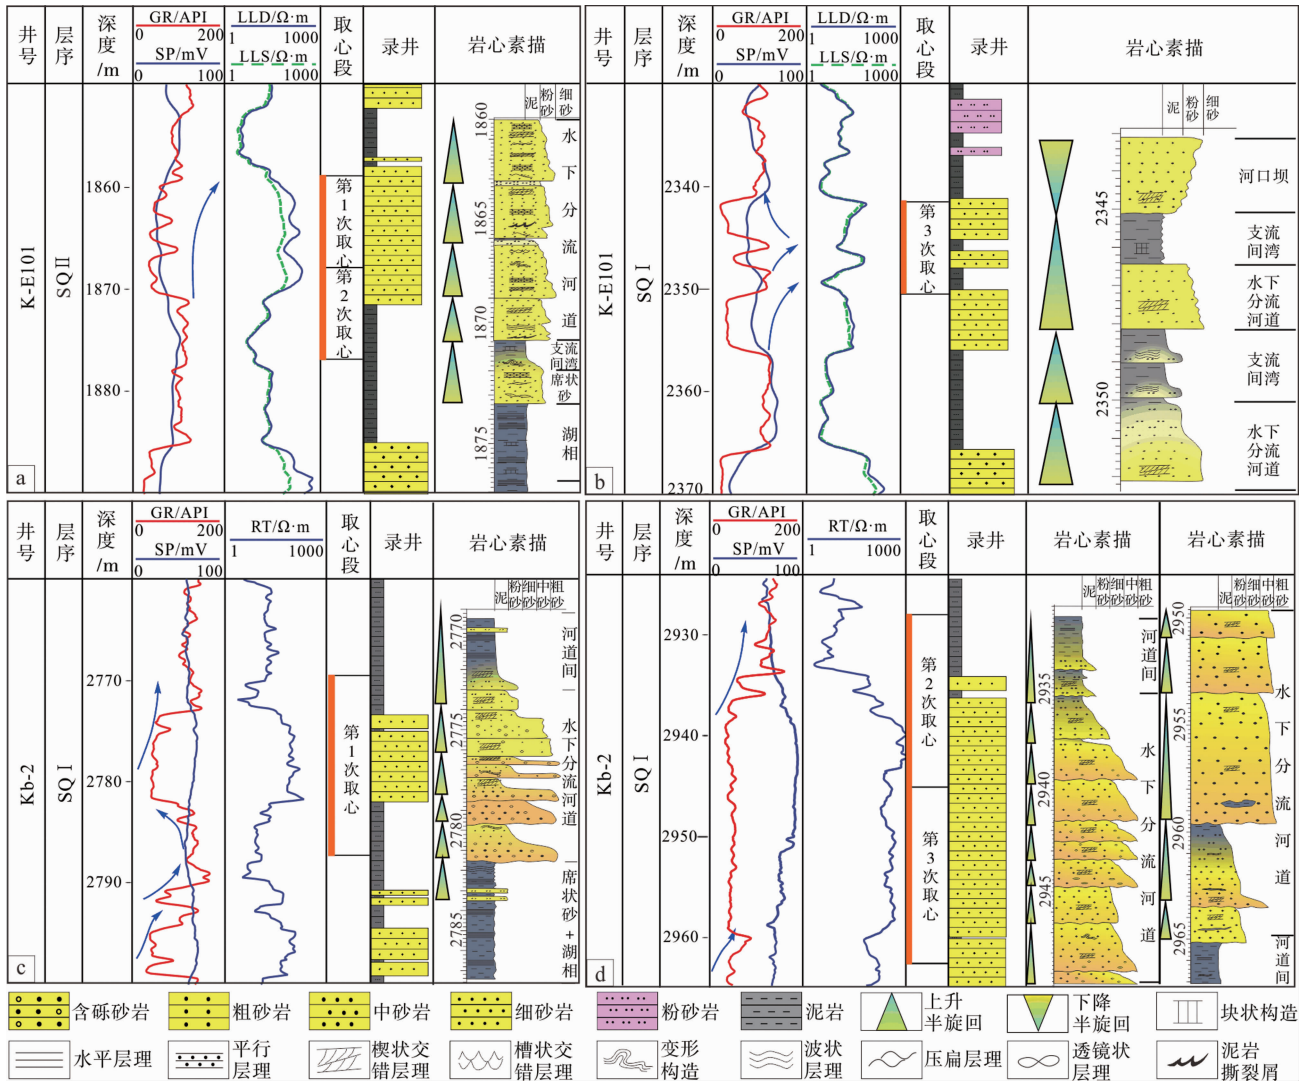 井号 层序 深度/m GR/API 0 200 SP/mV 0 100 LLD/Ω·m 1 1000 LLS/Ω·m 1 1000 取心段 录井 岩心素描
泥 粉砂 细砂
K-E101
SQⅡ
1860
1870
1880
第1次取心
第2次取心
1860
1865
1870
1875
水下分流河道
支流间湾
席状砂
湖相
a
井号 层序 深度/m GR/API 0 200 SP/mV 0 100 LLD/Ω·m 1 1000 LLS/Ω·m 1 1000 取心段 录井 岩心素描
泥 粉砂 细砂
K-E101
SQⅠ
2340
2350
2360
2370
第3次取心
2345
2350
河口坝
支流间湾
水下分流河道
支流间湾
水下分流河道
b
井号 层序 深度/m GR/API 0 200 SP/mV 0 100 RT/Ω·m 1 1000 取心段 录井 岩心素描
泥 粉砂 细砂 中砂 粗砂
Kb-2
SQⅠ
2770
2780
2790
第1次取心
2770
2775
2780
2785
河道间
水下分流河道
席状砂+湖相
c
井号 层序 深度/m GR/API 0 200 SP/mV 0 100 RT/Ω·m 1 1000 取心段 录井 岩心素描 岩心素描
泥 粉砂 细砂 中砂 粗砂
泥 粉砂 细砂 中砂 粗砂
Kb-2
SQⅠ
2930
2940
2950
2960
第2次取心
第3次取心
2935
2940
2945
河道间
水下分流河道
2950
2955
2960
2965
水下分流河道
河道间
d
含砾砂岩 粗砂岩 中砂岩 细砂岩 粉砂岩 泥岩 上升半旋回 下降半旋回 块状构造
水平层理 平行层理 楔状交错层理 槽状交错层理 变形构造 波状层理 压扁层理 透镜状层理 泥岩撕裂屑